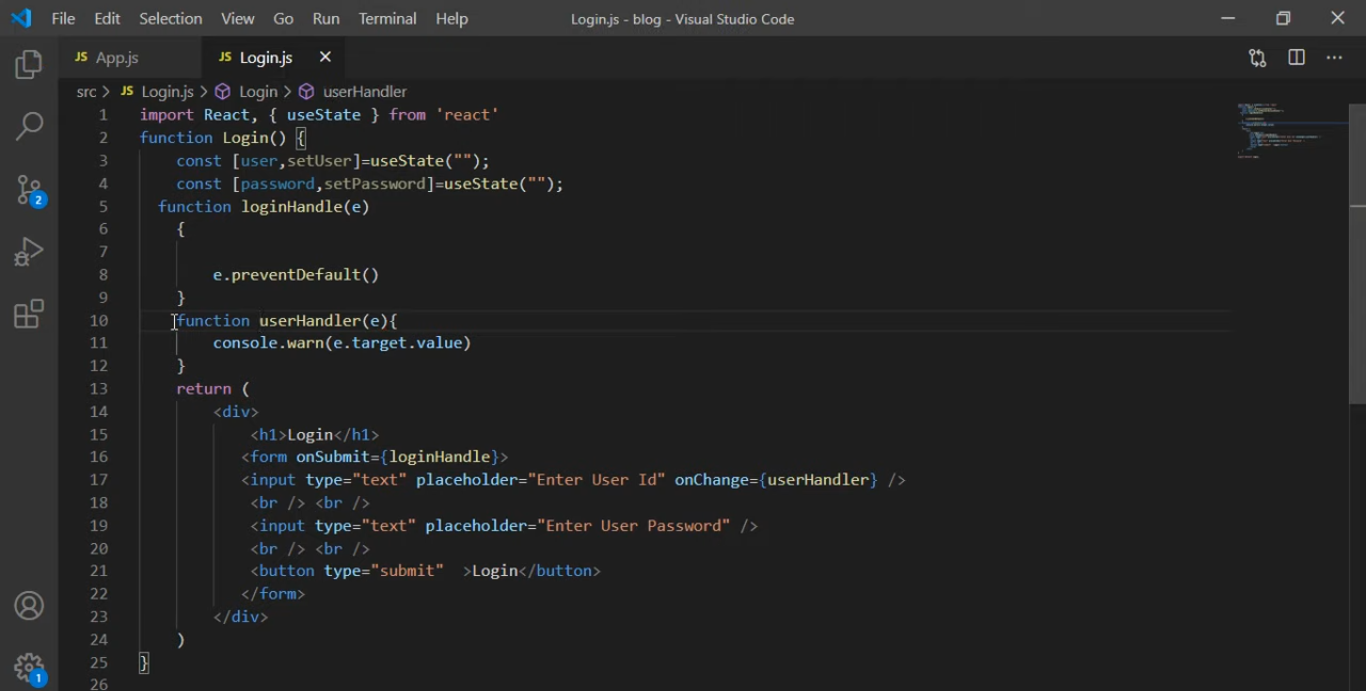 File Edit Selection View Go Run Terminal Help Login.js - blog - Visual Studio Code
JS App.js JS Login.js
src > JS Login.js > Login > userHandler
1 import React, { useState } from 'react'
2 function Login() {
3 const [user,setUser]=useState("");
4 const [password,setPassword]=useState("");
5 function loginHandle(e)
6 {
7
8 e.preventDefault()
9 }
10 function userHandler(e){
11 console.warn(e.target.value)
12 }
13 return (
14 <div>
15 <h1>Login</h1>
16 <form onSubmit={loginHandle}>
17 <input type="text" placeholder="Enter User Id" onChange={userHandler} />
18 <br /> <br />
19 <input type="text" placeholder="Enter User Password" />
20 <br /> <br />
21 <button type="submit" >Login</button>
22 </form>
23 </div>
24 )
25 }
26
2
1